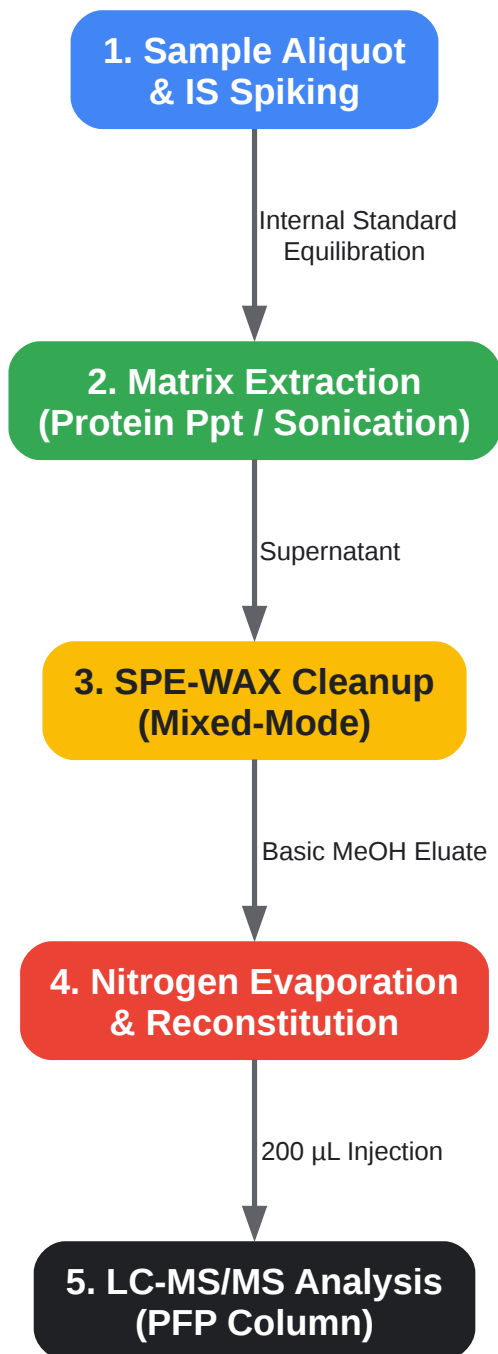 1. Sample Aliquot
& IS Spiking
Internal Standard
Equilibration
2. Matrix Extraction
(Protein Ppt / Sonication)
Supernatant
3. SPE-WAX Cleanup
(Mixed-Mode)
Basic MeOH Eluate
4. Nitrogen Evaporation
& Reconstitution
200 µL Injection
5. LC-MS/MS Analysis
(PFP Column)